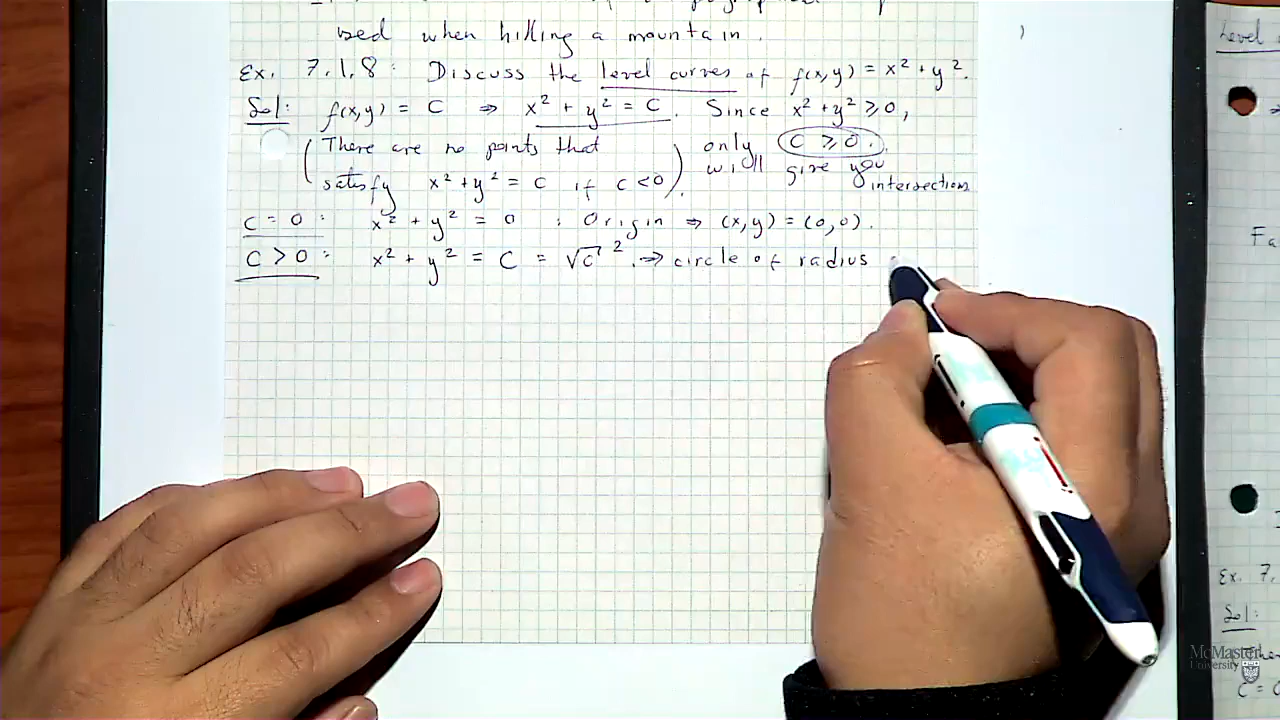 used when hiking a mountain.
Ex. 7.1.8: Discuss the level curves of f(x,y) = x² + y².
Sol: f(x,y) = C ⇒ x² + y² = C. Since x² + y² ≥ 0,
(There are no points that satisfy x² + y² = C if C < 0).
only C ≥ 0.
will give you
intersection
C = 0: x² + y² = 0 : Origin ⇒ (x,y) = (0,0).
C > 0: x² + y² = C = √C². ⇒ circle of radius
Level
Ex. 7.
Sol:
McMaster
University